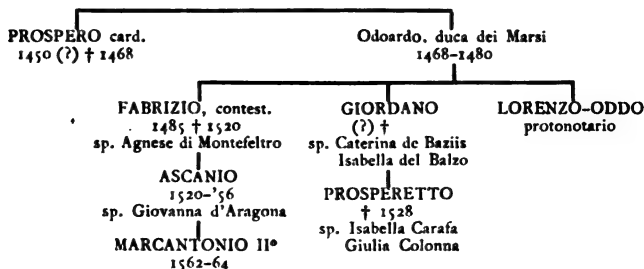 PROSPERO card.
1450 (?) † 1468
Odoardo, duca dei Marsi
1468-1480
FABRIZIO, contest.
1485 † 1520
sp. Agnese di Montefeltro
GIORDANO
(?) †
sp. Caterina de Baziis
Isabella del Balzo
LORENZO-ODDO
protonotario
ASCANIO
1520-'56
sp. Giovanna d'Aragona
PROSPERETTO
† 1528
sp. Isabella Carafa
Giulia Colonna
MARCANTONIO II°
1562-64